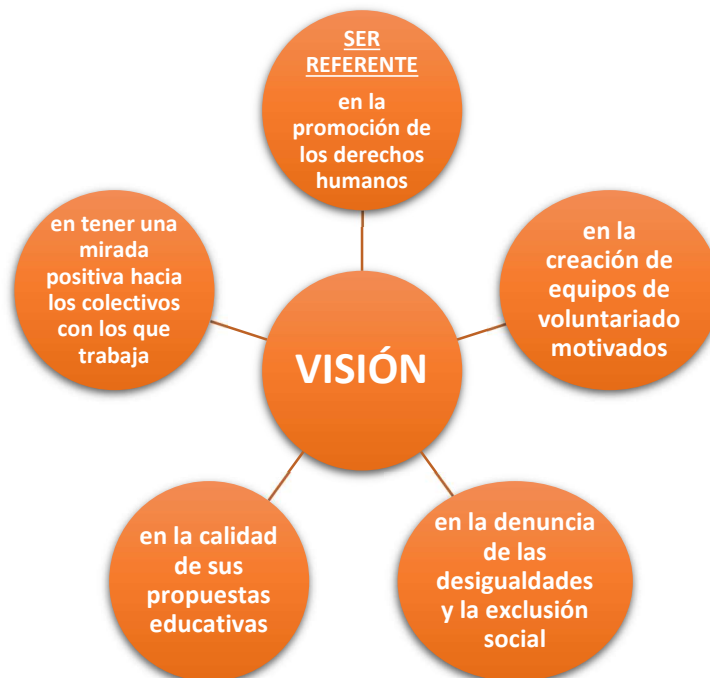 SER
REFERENTE
en la
promoción de
los derechos
humanos
en tener una
mirada
positiva hacia
los colectivos
con los que
trabaja
en la
creación de
equipos de
voluntariado
motivados
VISIÓN
en la calidad
de sus
propuestas
educativas
en la denuncia
de las
desigualdades
y la exclusión
social